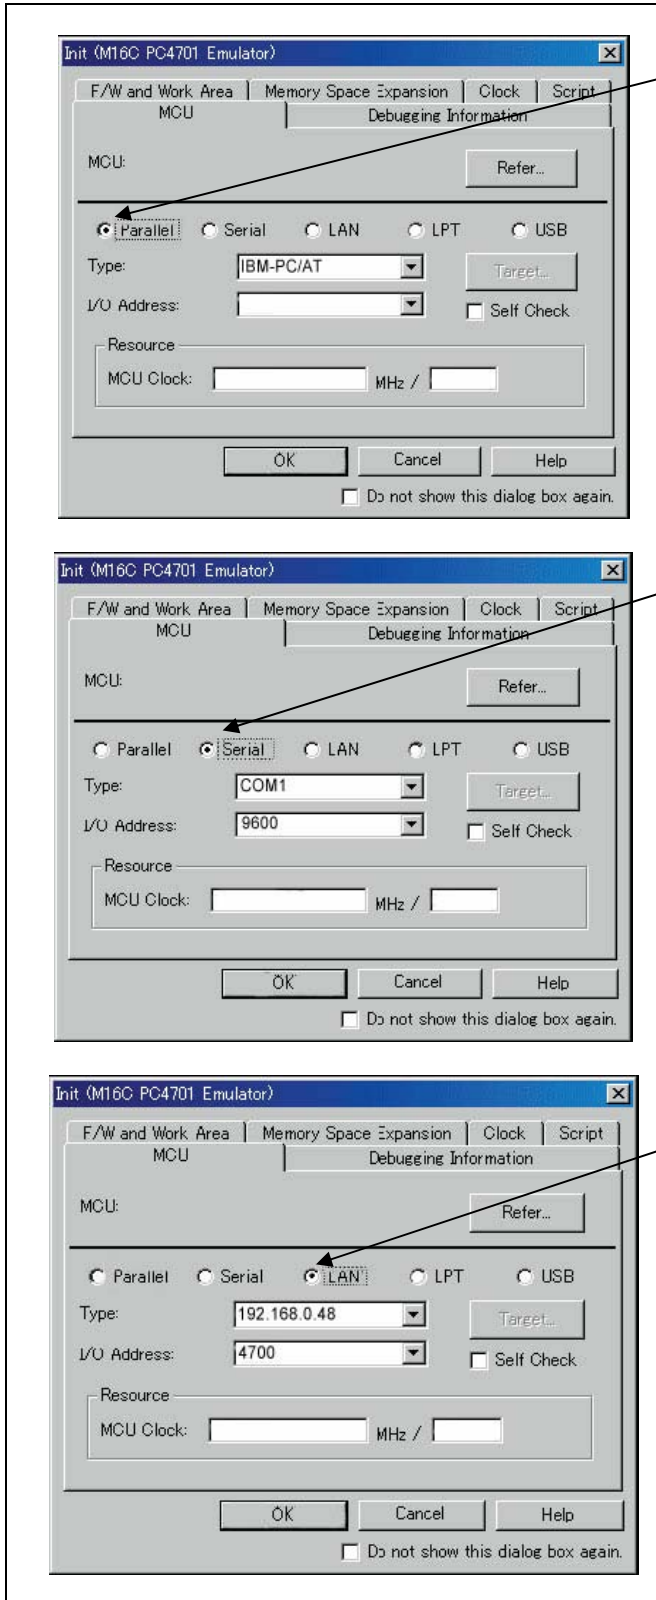 Init (M16C PC4701 Emulator)
F/W and Work Area Memory Space Expansion Clock Script
MCU Debugging Information
MCU: Refer...
Parallel Serial LAN LPT USB
Type: IBM-PC/AT Target...
I/O Address: Self Check
Resource
MCU Clock: MHz /
OK Cancel Help
Do not show this dialog box again.
Init (M16C PC4701 Emulator)
F/W and Work Area Memory Space Expansion Clock Script
MCU Debugging Information
MCU: Refer...
Parallel Serial LAN LPT USB
Type: COM1 Target...
I/O Address: 9600 Self Check
Resource
MCU Clock: MHz /
OK Cancel Help
Do not show this dialog box again.
Init (M16C PC4701 Emulator)
F/W and Work Area Memory Space Expansion Clock Script
MCU Debugging Information
MCU: Refer...
Parallel Serial LAN LPT USB
Type: 192.168.0.48 Target...
I/O Address: 4700 Self Check
Resource
MCU Clock: MHz /
OK Cancel Help
Do not show this dialog box again.